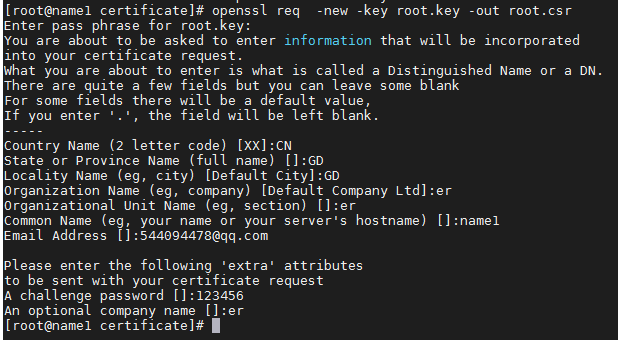 [root@name1 certificate]# openssl req  -new -key root.key -out root.csr
Enter pass phrase for root.key:
You are about to be asked to enter information that will be incorporated
into your certificate request.
What you are about to enter is what is called a Distinguished Name or a DN.
There are quite a few fields but you can leave some blank
For some fields there will be a default value,
If you enter '.', the field will be left blank.
-----
Country Name (2 letter code) [XX]:CN
State or Province Name (full name) []:GD
Locality Name (eg, city) [Default City]:GD
Organization Name (eg, company) [Default Company Ltd]:er
Organizational Unit Name (eg, section) []:er
Common Name (eg, your name or your server's hostname) []:name1
Email Address []:544094478@qq.com

Please enter the following 'extra' attributes
to be sent with your certificate request
A challenge password []:123456
An optional company name []:er
[root@name1 certificate]#